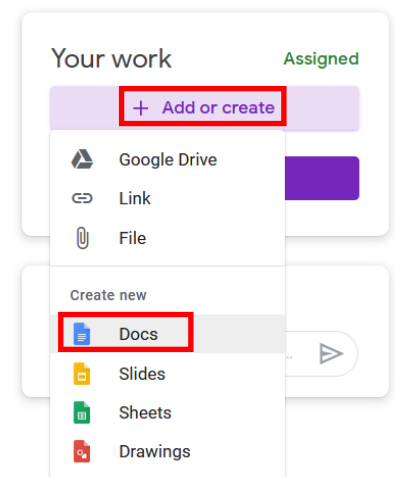 Your work
Assigned
+ Add or create
Google Drive
Link
File
Create new
Docs
Slides
Sheets
Drawings